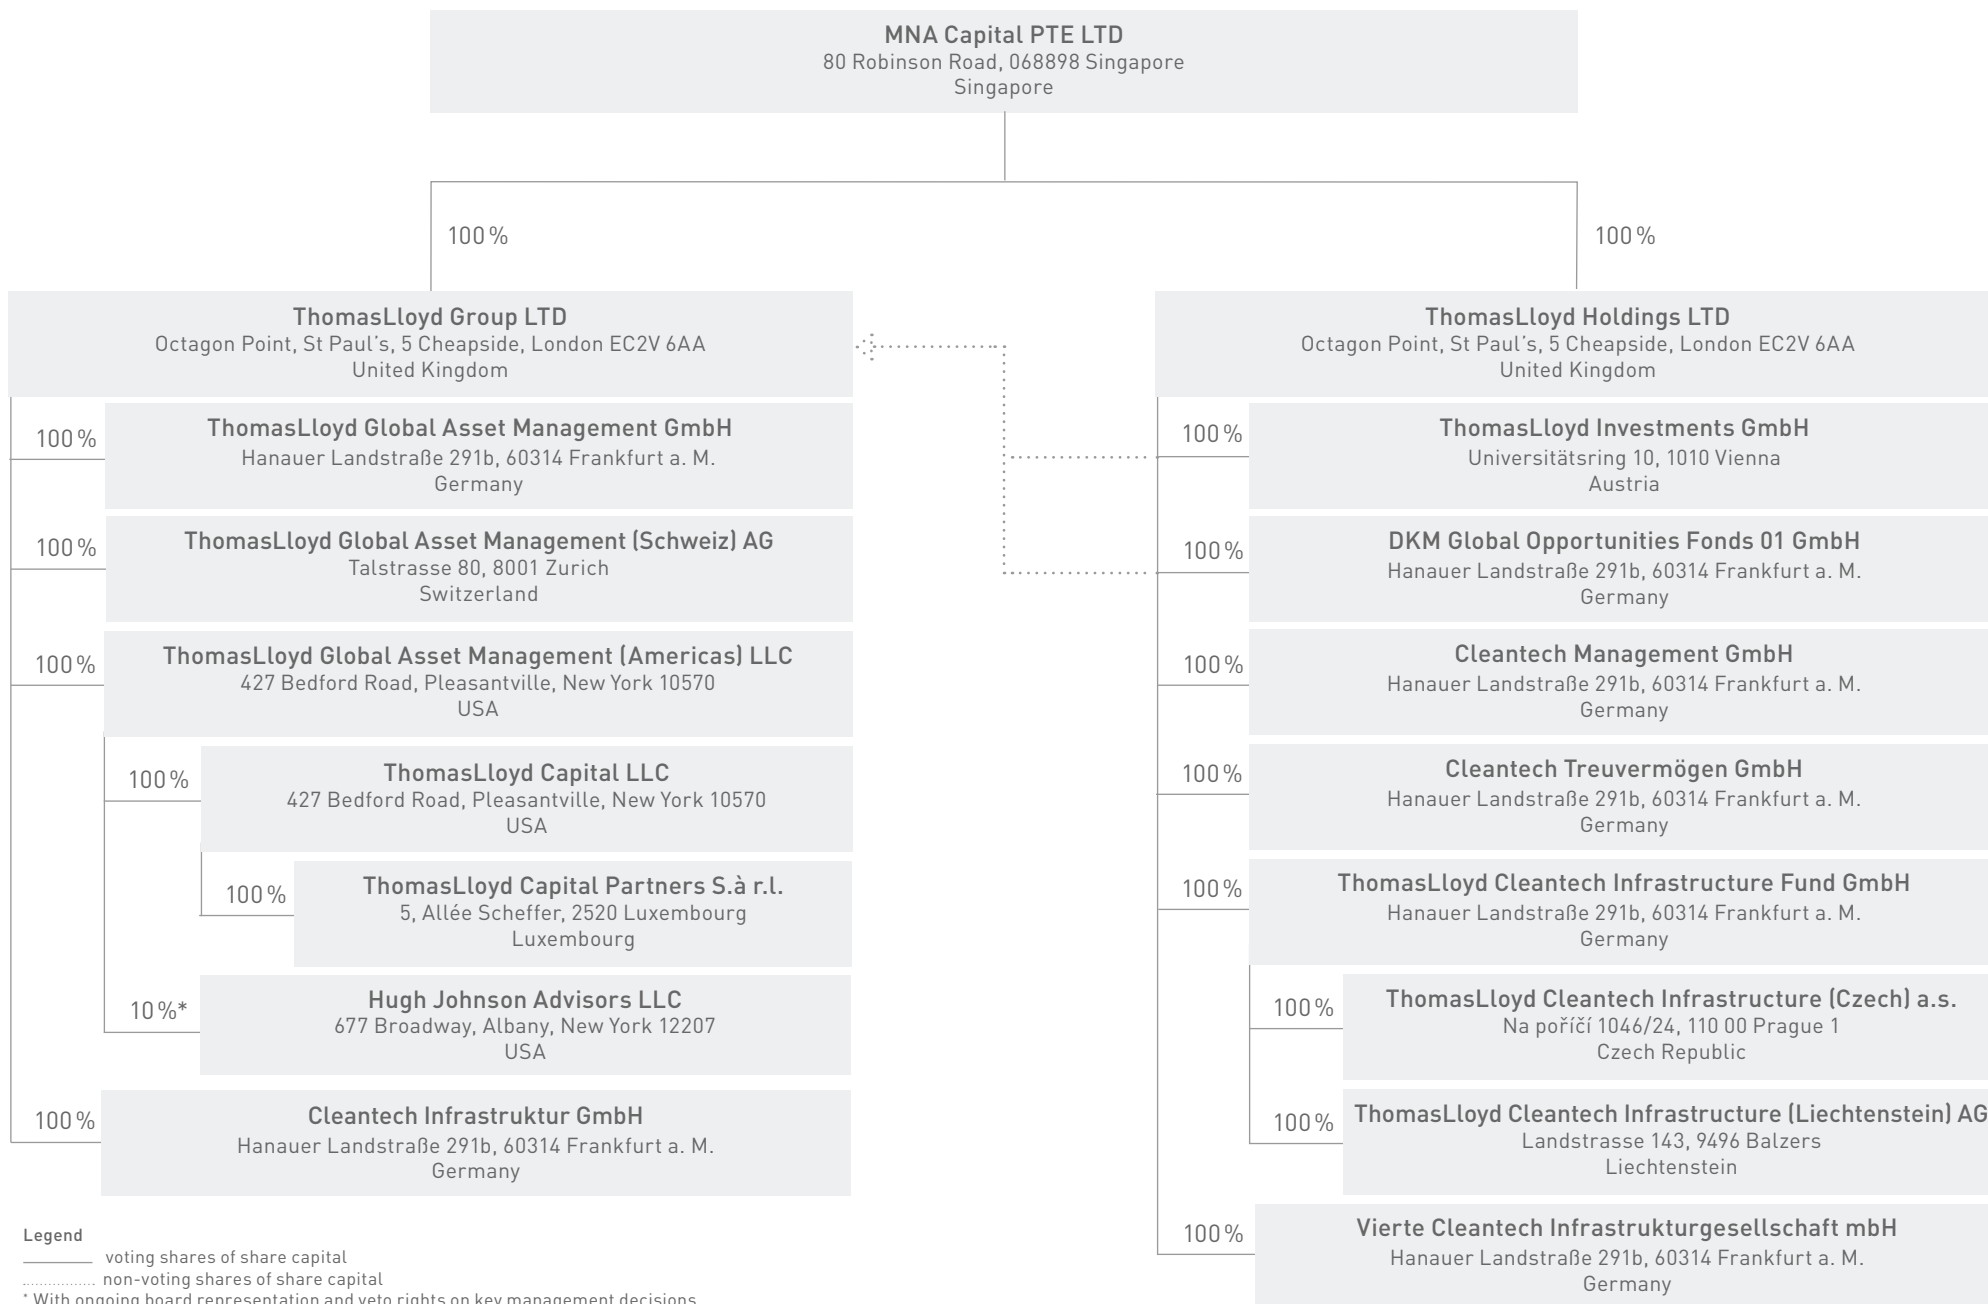 MNA Capital PTE LTD
80 Robinson Road, 068898 Singapore
Singapore
100 %
100 %
ThomasLloyd Group LTD
Octagon Point, St Paul's, 5 Cheapside, London EC2V 6AA
United Kingdom
100 %
ThomasLloyd Global Asset Management GmbH
Hanauer Landstraße 291b, 60314 Frankfurt a. M.
Germany
100 %
ThomasLloyd Global Asset Management (Schweiz) AG
Talstrasse 80, 8001 Zurich
Switzerland
100 %
ThomasLloyd Global Asset Management (Americas) LLC
427 Bedford Road, Pleasantville, New York 10570
USA
100 %
ThomasLloyd Capital LLC
427 Bedford Road, Pleasantville, New York 10570
USA
100 %
ThomasLloyd Capital Partners S.à r.l.
5, Allée Scheffer, 2520 Luxembourg
Luxembourg
10 %*
Hugh Johnson Advisors LLC
677 Broadway, Albany, New York 12207
USA
100 %
Cleantech Infrastruktur GmbH
Hanauer Landstraße 291b, 60314 Frankfurt a. M.
Germany
ThomasLloyd Holdings LTD
Octagon Point, St Paul's, 5 Cheapside, London EC2V 6AA
United Kingdom
100 %
ThomasLloyd Investments GmbH
Universitätsring 10, 1010 Vienna
Austria
100 %
DKM Global Opportunities Fonds 01 GmbH
Hanauer Landstraße 291b, 60314 Frankfurt a. M.
Germany
100 %
Cleantech Management GmbH
Hanauer Landstraße 291b, 60314 Frankfurt a. M.
Germany
100 %
Cleantech Treuvermögen GmbH
Hanauer Landstraße 291b, 60314 Frankfurt a. M.
Germany
100 %
ThomasLloyd Cleantech Infrastructure Fund GmbH
Hanauer Landstraße 291b, 60314 Frankfurt a. M.
Germany
100 %
ThomasLloyd Cleantech Infrastructure (Czech) a.s.
Na poříčí 1046/24, 110 00 Prague 1
Czech Republic
100 %
ThomasLloyd Cleantech Infrastructure (Liechtenstein) AG
Landstrasse 143, 9496 Balzers
Liechtenstein
100 %
Vierte Cleantech Infrastrukturgesellschaft mbH
Hanauer Landstraße 291b, 60314 Frankfurt a. M.
Germany
Legend
voting shares of share capital
non-voting shares of share capital
* With ongoing board representation and veto rights on key management decisions